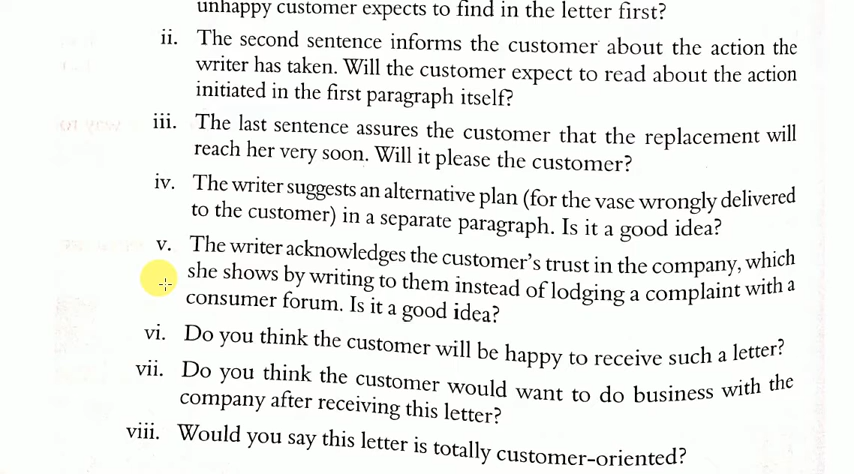 unhappy customer expects to find in the letter first?
ii. The second sentence informs the customer about the action the
writer has taken. Will the customer expect to read about the action
initiated in the first paragraph itself?
iii. The last sentence assures the customer that the replacement will
reach her very soon. Will it please the customer?
iv. The writer suggests an alternative plan (for the vase wrongly delivered
to the customer) in a separate paragraph. Is it a good idea?
v. The writer acknowledges the customer's trust in the company, which
she shows by writing to them instead of lodging a complaint with a
consumer forum. Is it a good idea?
vi. Do you think the customer will be happy to receive such a letter?
vii. Do you think the customer would want to do business with the
company after receiving this letter?
viii. Would you say this letter is totally customer-oriented?